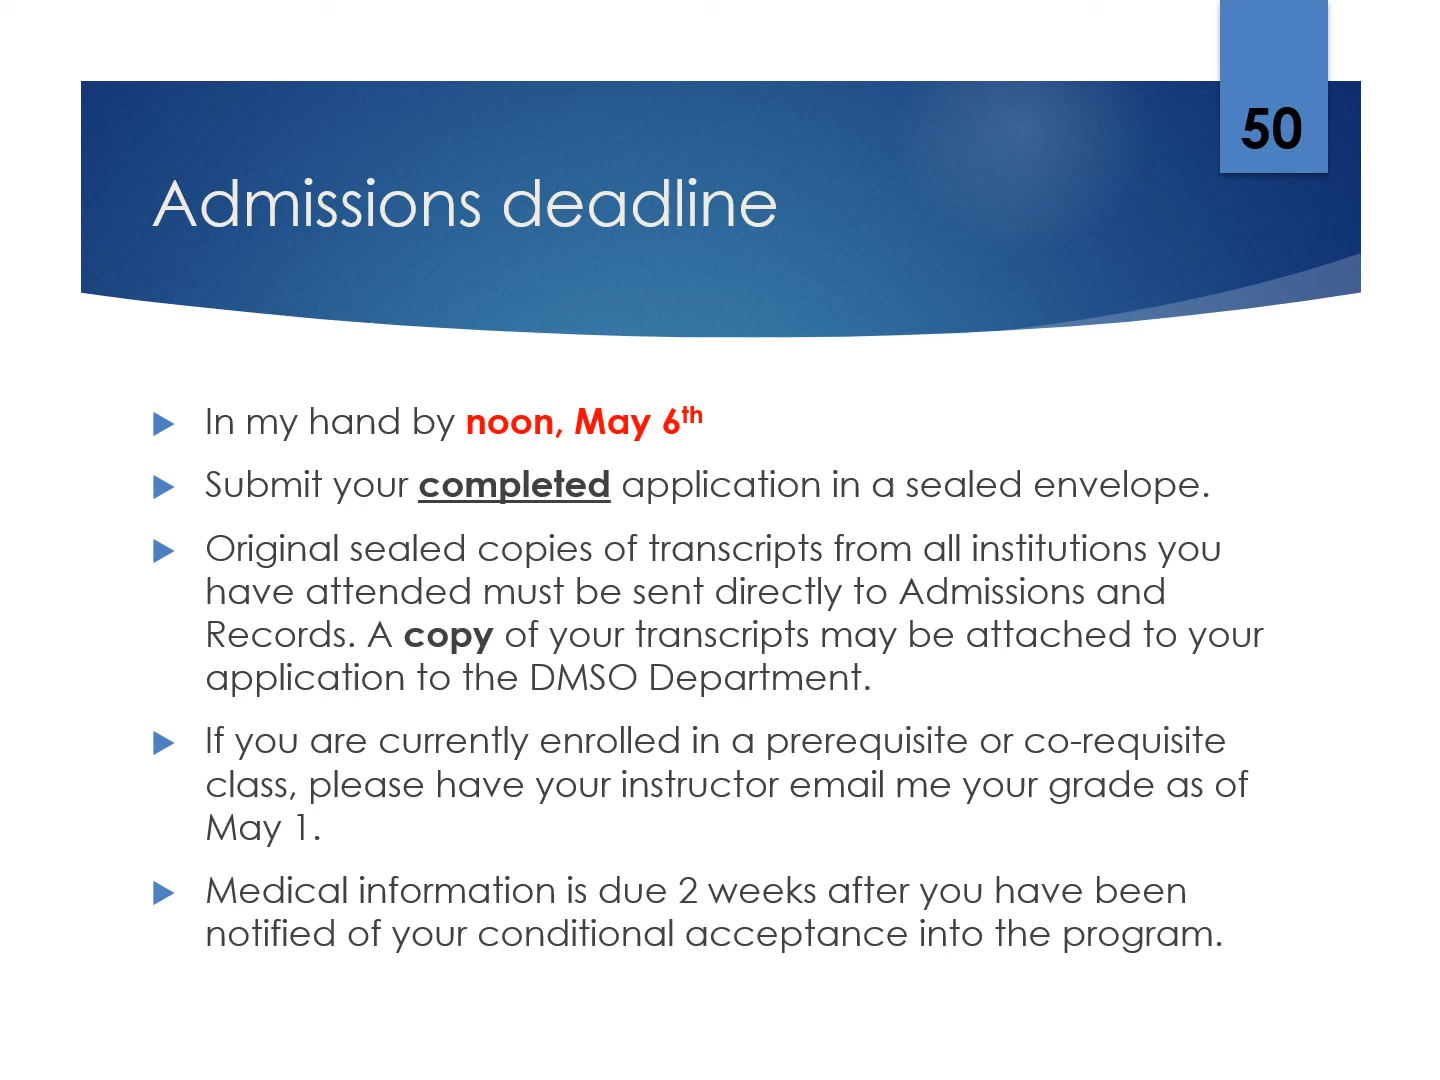 50
Admissions deadline
In my hand by noon, May 6th
Submit your completed application in a sealed envelope.
Original sealed copies of transcripts from all institutions you
have attended must be sent directly to Admissions and
Records. A copy of your transcripts may be attached to your
application to the DMSO Department.
If you are currently enrolled in a prerequisite or co-requisite
class, please have your instructor email me your grade as of
May 1.
Medical information is due 2 weeks after you have been
notified of your conditional acceptance into the program.